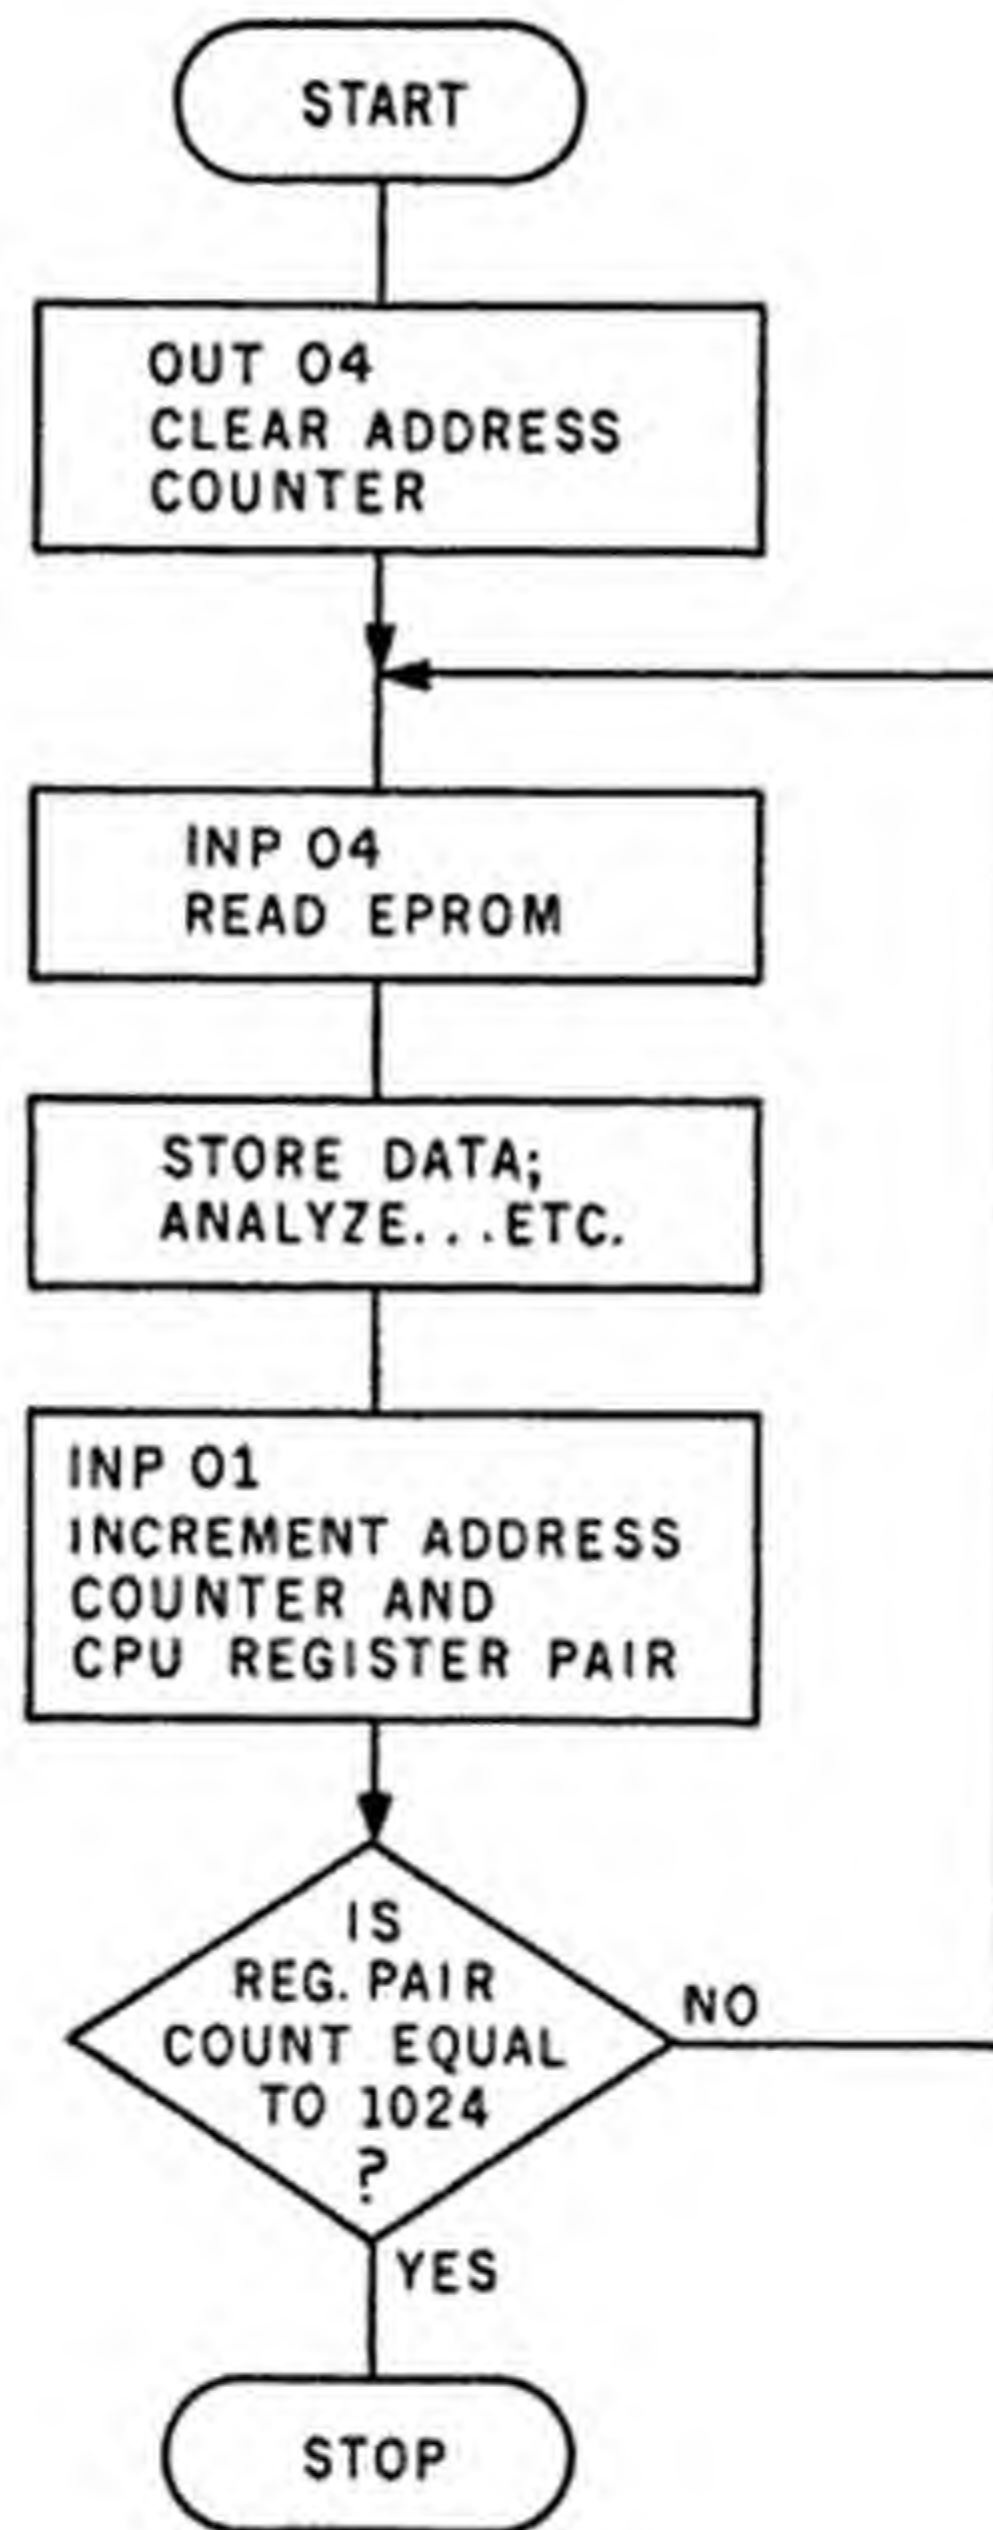 START
OUT 04
CLEAR ADDRESS
COUNTER
INP 04
READ EPROM
STORE DATA;
ANALYZE...ETC.
INP 01
INCREMENT ADDRESS
COUNTER AND
CPU REGISTER PAIR
IS
REG. PAIR
COUNT EQUAL
TO 1024
?
NO
YES
STOP